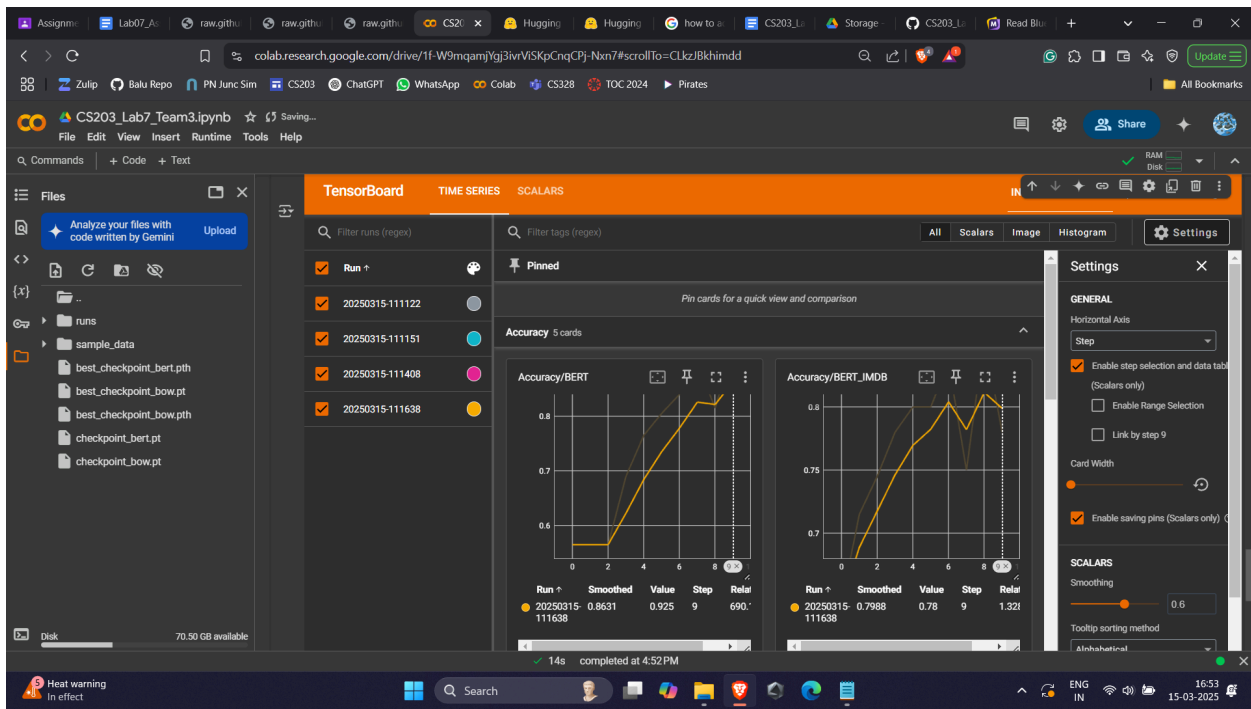 Assignme
Lab07_As
raw.githu
raw.githu
raw.githu
CS20
Hugging
Hugging
how to ac
CS203_La
Storage -
CS203_La
Read Blue
colab.research.google.com/drive/1f-W9mqamjYgj3ivrViSKpCnqCPj-Nxn7#scrollTo=CLkzJBkhimdd
Update
Zulip
Balu Repo
PN Junc Sim
CS203
ChatGPT
WhatsApp
Colab
CS328
TOC 2024
Pirates
All Bookmarks
CS203_Lab7_Team3.ipynb
Saving...
File Edit View Insert Runtime Tools Help
Share
Commands
+ Code + Text
RAM
Disk
Files
Analyze your files with
code written by Gemini
Upload
{x}
..
runs
sample_data
best_checkpoint_bert.pth
best_checkpoint_bow.pt
best_checkpoint_bow.pth
checkpoint_bert.pt
checkpoint_bow.pt
Disk
70.50 GB available
TensorBoard
TIME SERIES
SCALARS
IN
Filter runs (regex)
Run ↑
20250315-111122
20250315-111151
20250315-111408
20250315-111638
Filter tags (regex)
All
Scalars
Image
Histogram
Settings
Pinned
Pin cards for a quick view and comparison
Accuracy 5 cards
Accuracy/BERT
0.8
0.7
0.6
0 2 4 6 8 9 ×
Run ↑ Smoothed Value Step Relat
20250315- 0.8631 0.925 9 690.
111638
Accuracy/BERT_IMDB
0.8
0.75
0.7
0 2 4 6 8 9 ×
Run ↑ Smoothed Value Step Relat
20250315- 0.7988 0.78 9 1.328
111638
Settings
GENERAL
Horizontal Axis
Step
Enable step selection and data tabl
(Scalars only)
Enable Range Selection
Link by step 9
Card Width
Enable saving pins (Scalars only)
SCALARS
Smoothing
0.6
Tooltip sorting method
Alphabetical
14s completed at 4:52 PM
5
Heat warning
In effect
Search
ENG
IN
16:53
15-03-2025